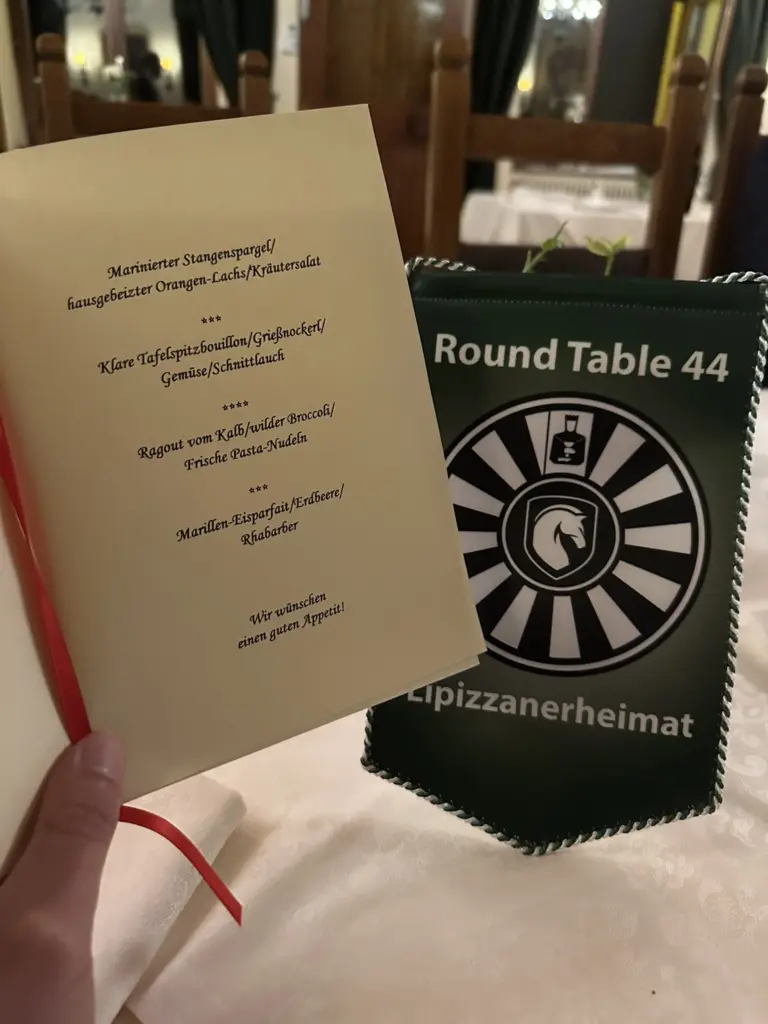 Marinierter Stangenspargel/
hausgebeizter Orangen-Lachs/Kräutersalat
***
Klare Tafelspitzbouillon/Grießnockerl/
Gemüse/Schnittlauch
****
Ragout vom Kalb/wilder Broccoli/
Frische Pasta-Nudeln
***
Marillen-Eisparfait/Erdbeere/
Rhabarber
Wir wünschen
einen guten Appetit!
Round Table 44
Lipizzanerheimat